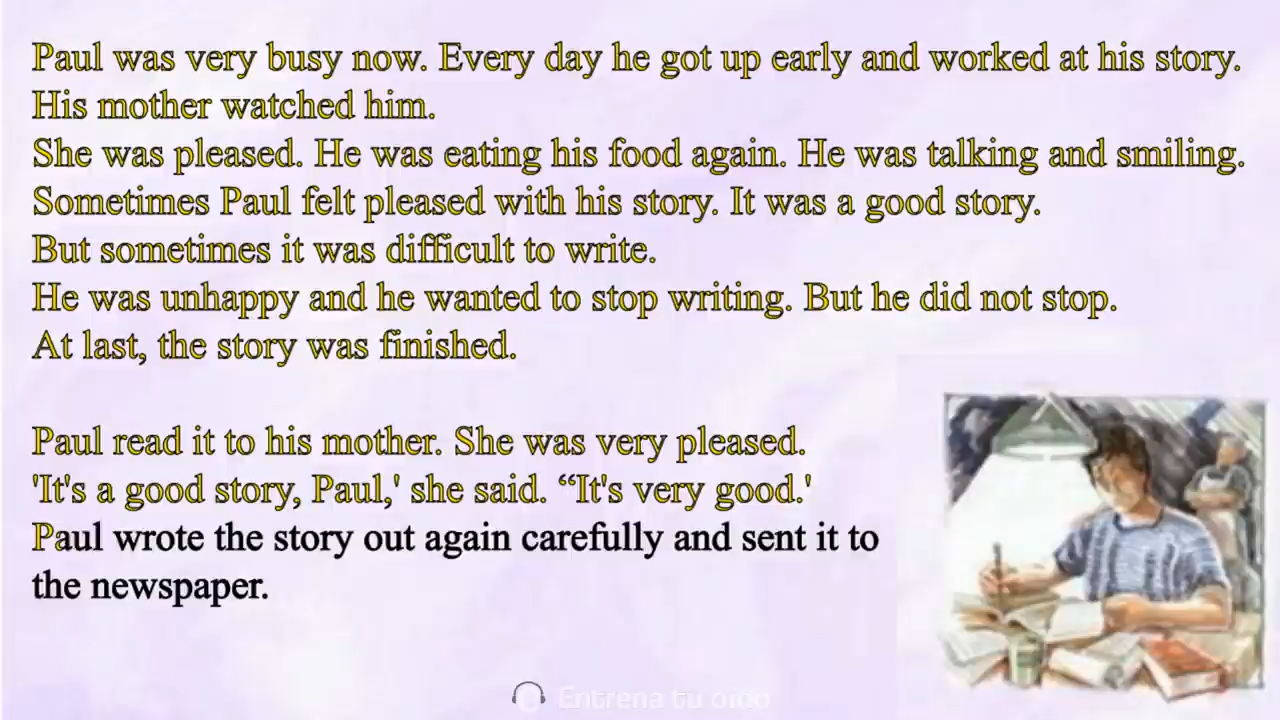 Paul was very busy now. Every day he got up early and worked at his story.
His mother watched him.
She was pleased. He was eating his food again. He was talking and smiling.
Sometimes Paul felt pleased with his story. It was a good story.
But sometimes it was difficult to write.
He was unhappy and he wanted to stop writing. But he did not stop.
At last, the story was finished.
Paul read it to his mother. She was very pleased.
'It's a good story, Paul,' she said. “It's very good.'
Paul wrote the story out again carefully and sent it to
the newspaper.
Entrena tu oído